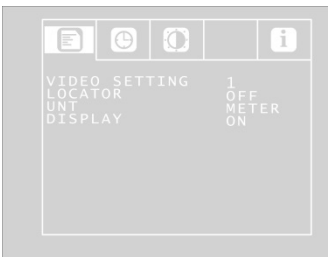 VIDEO SETTING 1
LOCATOR OFF
UNT METER
DISPLAY ON
i